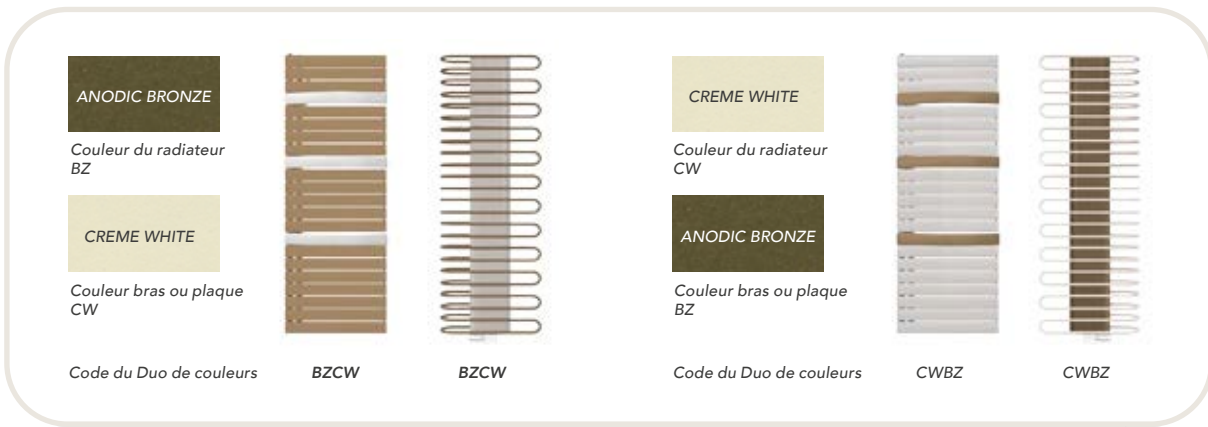 ANODIC BRONZE
Couleur du radiateur
BZ
CREME WHITE
Couleur bras ou plaque
CW
Code du Duo de couleurs BZCW BZCW
CREME WHITE
Couleur du radiateur
CW
ANODIC BRONZE
Couleur bras ou plaque
BZ
Code du Duo de couleurs CWBZ CWBZ